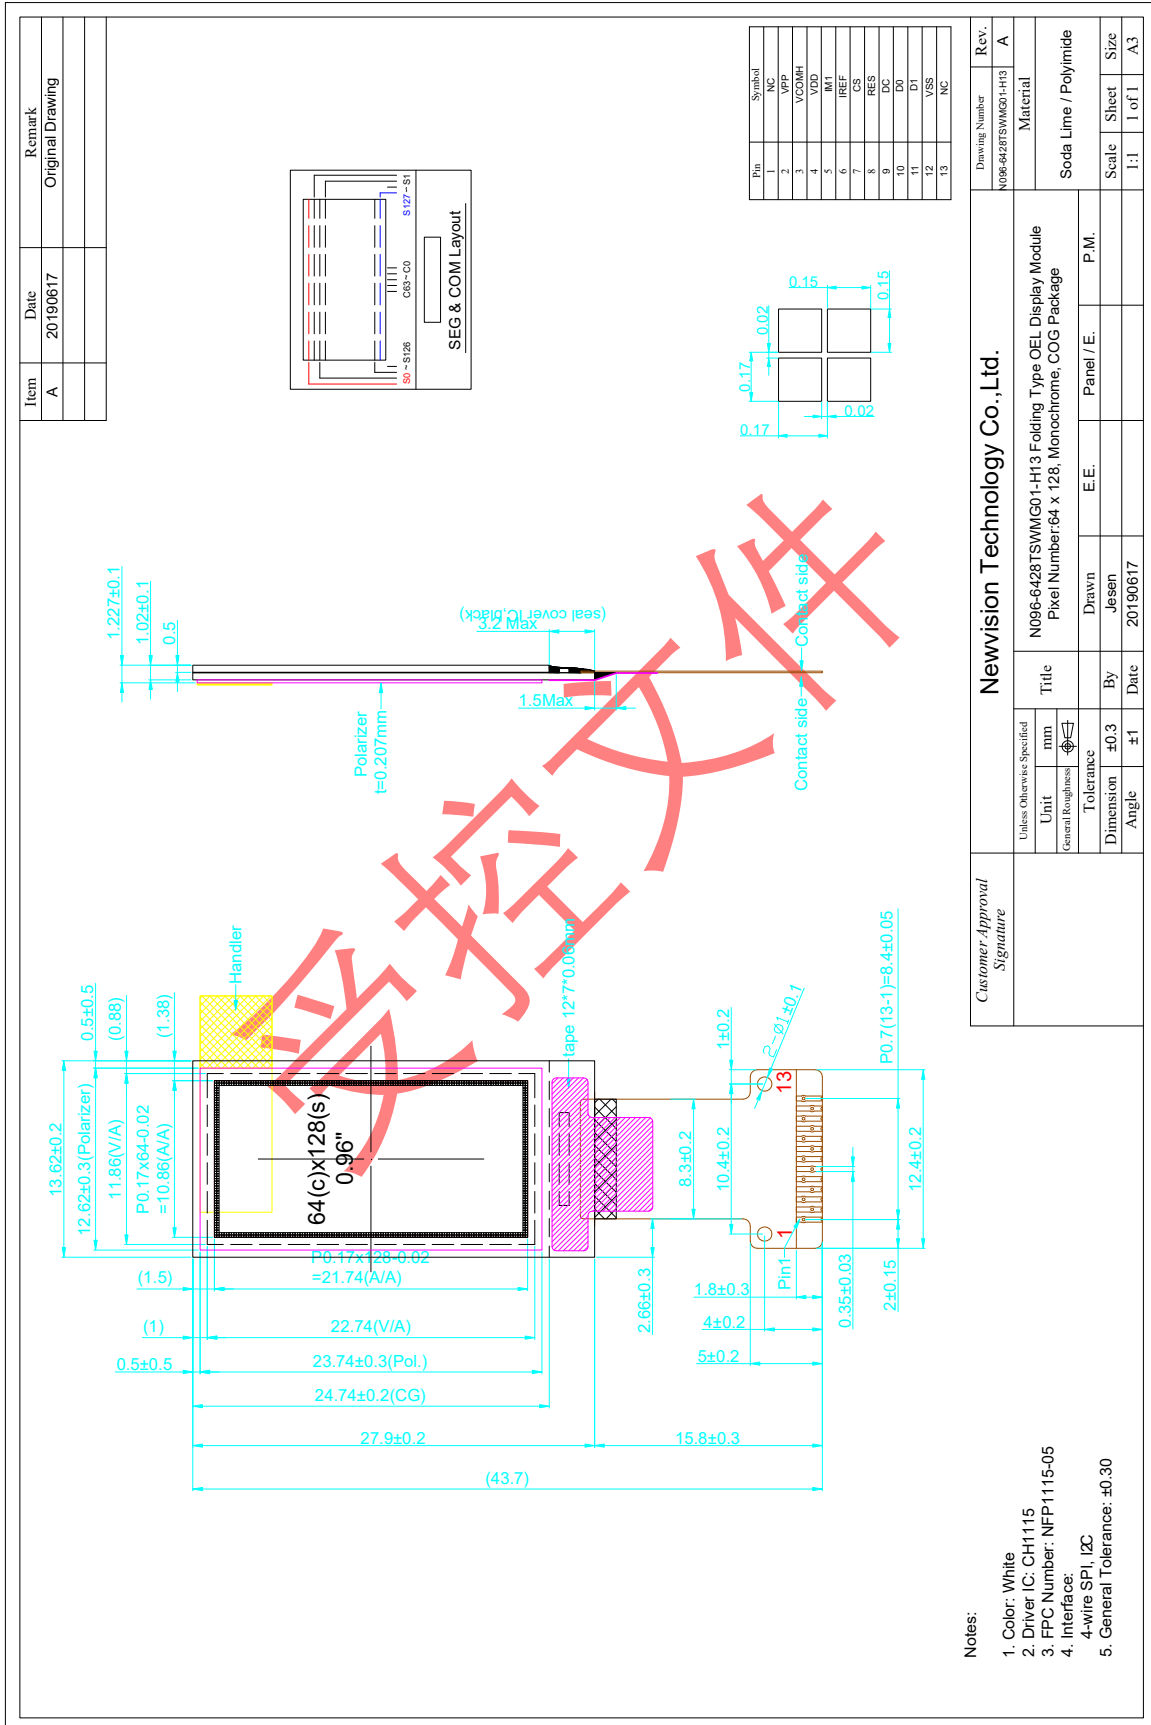 Item Date Remark
A 20190617 Original Drawing
1.227±0.1
1.02±0.1
0.5
Polarizer
t=0.207mm
3.2 Max
(seal cover IC,black)
1.5Max
Contact side
Contact side
S0 ~ S126
C63 ~ C0
S127 ~ S1
SEG & COM Layout
0.17
0.02
0.15
0.17
0.02
0.15
Pin Symbol
1 NC
2 VPP
3 VCOMH
4 VDD
5 IM1
6 IREF
7 CS
8 RES
9 DC
10 D0
11 D1
12 VSS
13 NC
受控文件
13.62±0.2
12.62±0.3(Polarizer)
11.86(V/A)
P0.17x64-0.02
=10.86(A/A)
0.5±0.5
(0.88)
(1.38)
Handler
64(c)x128(s)
0.96"
P0.17x128-0.02
=21.74(A/A)
(1.5)
(1)
22.74(V/A)
0.5±0.5
23.74±0.3(Pol.)
24.74±0.2(CG)
27.9±0.2
15.8±0.3
(43.7)
tape 12*7*0.06mm
2.66±0.3
8.3±0.2
10.4±0.2
1±0.2
2-Ø1±0.1
13
1
Pin1
1.8±0.3
4±0.2
5±0.2
0.35±0.03
2±0.15
12.4±0.2
P0.7(13-1)=8.4±0.05
Notes:
1. Color: White
2. Driver IC: CH1115
3. FPC Number: NFP1115-05
4. Interface:
4-wire SPI, I2C
5. General Tolerance: ±0.30
Customer Approval
Signature
Newvision Technology Co.,Ltd.
Drawing Number Rev.
N096-6428TSWMG01-H13 A
Unless Otherwise Specified
Unit mm
General Roughness
Tolerance
Dimension ±0.3
Angle ±1
Title
N096-6428TSWMG01-H13 Folding Type OEL Display Module
Pixel Number:64 x 128, Monochrome, COG Package
Material
Soda Lime / Polyimide
Drawn E.E. Panel / E. P.M.
By Jesen
Date 20190617
Scale Sheet Size
1:1 1 of 1 A3